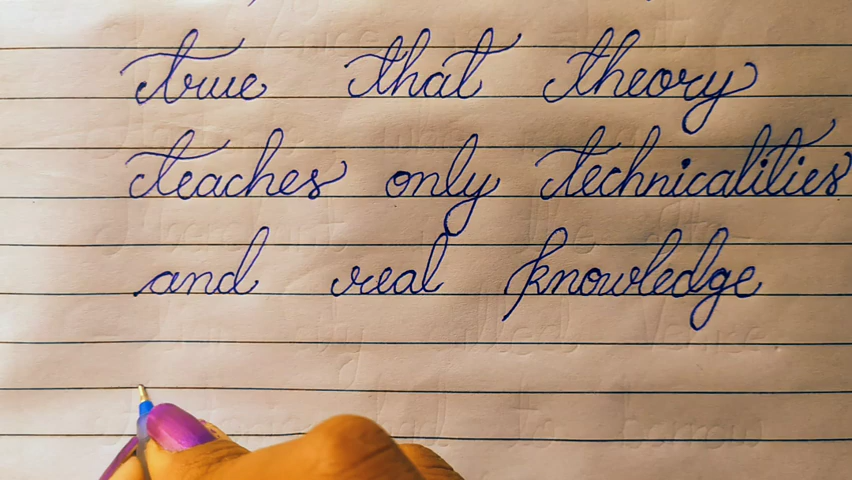 true that theory
teaches only technicalities
and real knowledge